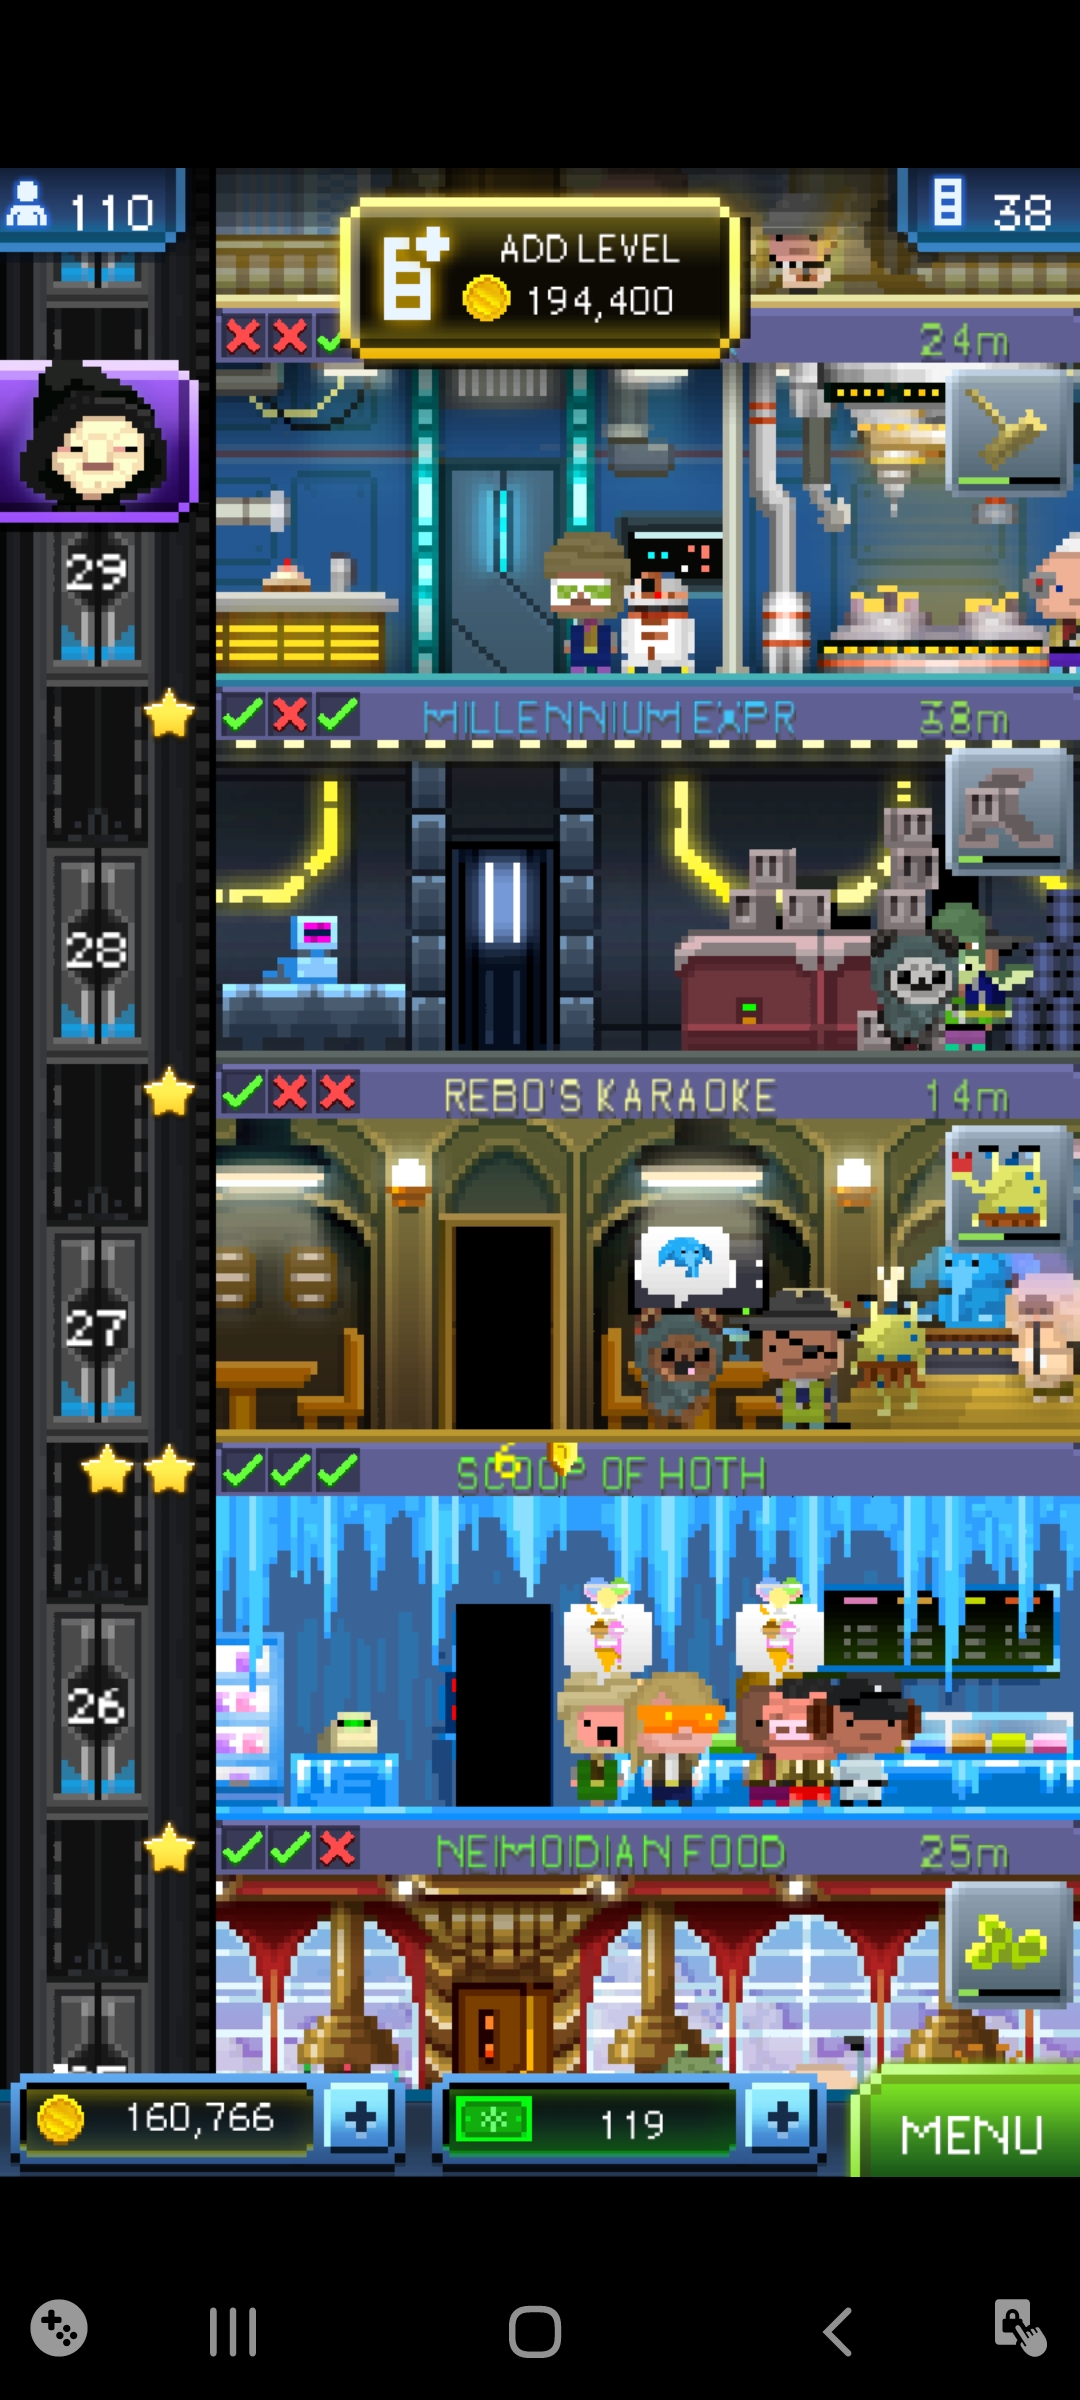 110
38
ADD LEVEL
194,400
24m
29
MILLENNIUM EXPR
38m
28
REBO'S KARAOKE
14m
27
6
SCOOP OF HOTH
26
NEIMOIDIAN FOOD
25m
160,766
119
MENU